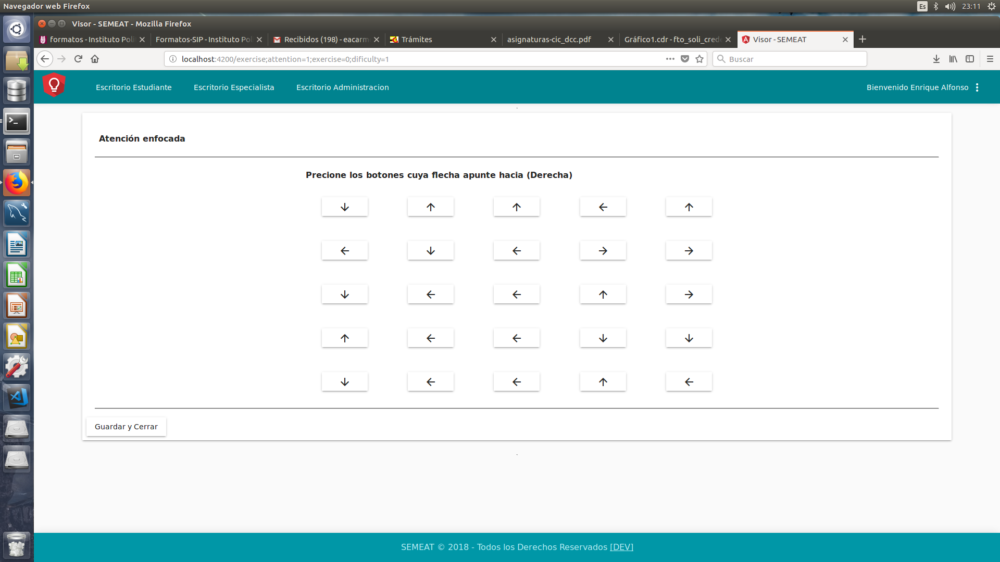 Navegador web Firefox
Es
23:11
Visor - SEMEAT - Mozilla Firefox
formatos - Instituto Poli
Formatos-SIP - Instituto Pol
Recibidos (198) - eacarm
Trámites
asignaturas-cic_dcc.pdf
Gráfico1.cdr - fto_soli_crede
Visor - SEMEAT
localhost:4200/exercise;attention=1;exercise=0;dificulty=1
Buscar
Escritorio Estudiante
Escritorio Especialista
Escritorio Administracion
Bienvenido Enrique Alfonso
Atención enfocada
Precione los botones cuya flecha apunte hacia (Derecha)
Guardar y Cerrar
SEMEAT © 2018 - Todos los Derechos Reservados [DEV]